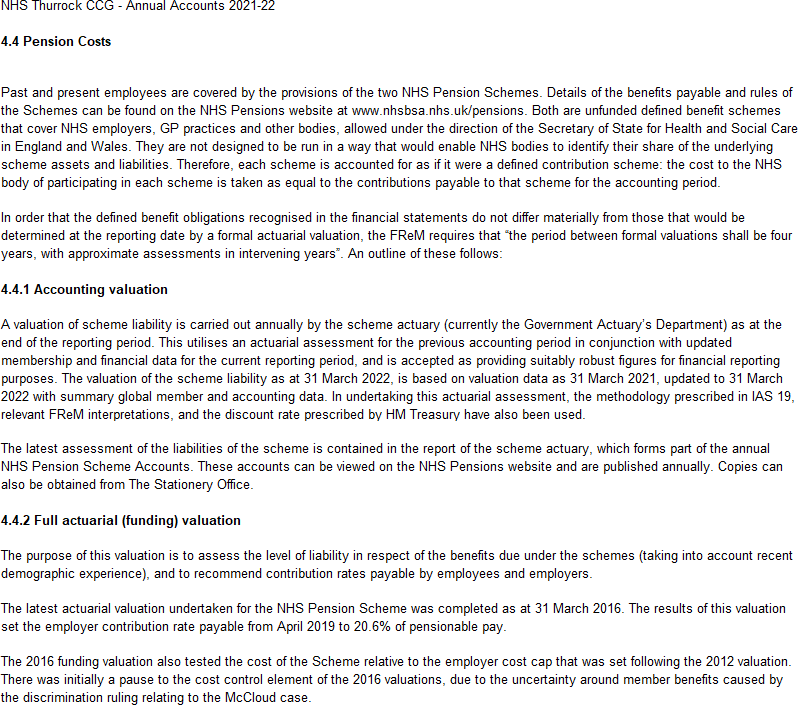 NHS Thurrock CCG - Annual Accounts 2021-22
4.4 Pension Costs
Past and present employees are covered by the provisions of the two NHS Pension Schemes. Details of the benefits payable and rules of
the Schemes can be found on the NHS Pensions website at www.nhsbsa.nhs.uk/pensions. Both are unfunded defined benefit schemes
that cover NHS employers, GP practices and other bodies, allowed under the direction of the Secretary of State for Health and Social Care
in England and Wales. They are not designed to be run in a way that would enable NHS bodies to identify their share of the underlying
scheme assets and liabilities. Therefore, each scheme is accounted for as if it were a defined contribution scheme: the cost to the NHS
body of participating in each scheme is taken as equal to the contributions payable to that scheme for the accounting period.
In order that the defined benefit obligations recognised in the financial statements do not differ materially from those that would be
determined at the reporting date by a formal actuarial valuation, the FReM requires that “the period between formal valuations shall be four
years, with approximate assessments in intervening years”. An outline of these follows:
4.4.1 Accounting valuation
A valuation of scheme liability is carried out annually by the scheme actuary (currently the Government Actuary’s Department) as at the
end of the reporting period. This utilises an actuarial assessment for the previous accounting period in conjunction with updated
membership and financial data for the current reporting period, and is accepted as providing suitably robust figures for financial reporting
purposes. The valuation of the scheme liability as at 31 March 2022, is based on valuation data as 31 March 2021, updated to 31 March
2022 with summary global member and accounting data. In undertaking this actuarial assessment, the methodology prescribed in IAS 19,
relevant FReM interpretations, and the discount rate prescribed by HM Treasury have also been used.
The latest assessment of the liabilities of the scheme is contained in the report of the scheme actuary, which forms part of the annual
NHS Pension Scheme Accounts. These accounts can be viewed on the NHS Pensions website and are published annually. Copies can
also be obtained from The Stationery Office.
4.4.2 Full actuarial (funding) valuation
The purpose of this valuation is to assess the level of liability in respect of the benefits due under the schemes (taking into account recent
demographic experience), and to recommend contribution rates payable by employees and employers.
The latest actuarial valuation undertaken for the NHS Pension Scheme was completed as at 31 March 2016. The results of this valuation
set the employer contribution rate payable from April 2019 to 20.6% of pensionable pay.
The 2016 funding valuation also tested the cost of the Scheme relative to the employer cost cap that was set following the 2012 valuation.
There was initially a pause to the cost control element of the 2016 valuations, due to the uncertainty around member benefits caused by
the discrimination ruling relating to the McCloud case.